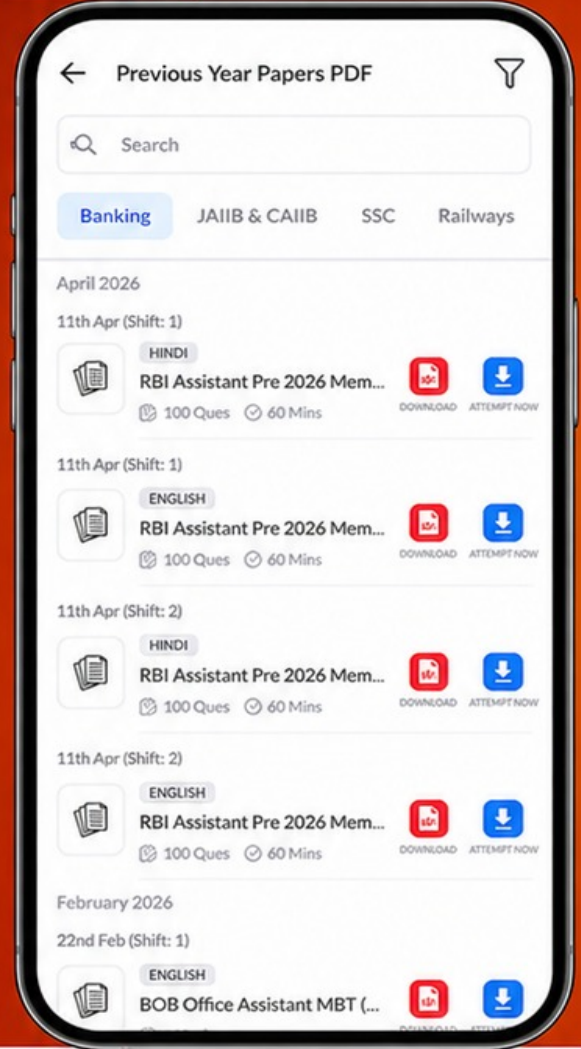 Previous Year Papers PDF
Search
Banking JAIIB & CAIIB SSC Railways
April 2026
11th Apr (Shift: 1)
HINDI
RBI Assistant Pre 2026 Mem...
100 Ques 60 Mins
DOWNLOAD ATTEMPT NOW
11th Apr (Shift: 1)
ENGLISH
RBI Assistant Pre 2026 Mem...
100 Ques 60 Mins
DOWNLOAD ATTEMPT NOW
11th Apr (Shift: 2)
HINDI
RBI Assistant Pre 2026 Mem...
100 Ques 60 Mins
DOWNLOAD ATTEMPT NOW
11th Apr (Shift: 2)
ENGLISH
RBI Assistant Pre 2026 Mem...
100 Ques 60 Mins
DOWNLOAD ATTEMPT NOW
February 2026
22nd Feb (Shift: 1)
ENGLISH
BOB Office Assistant MBT (...